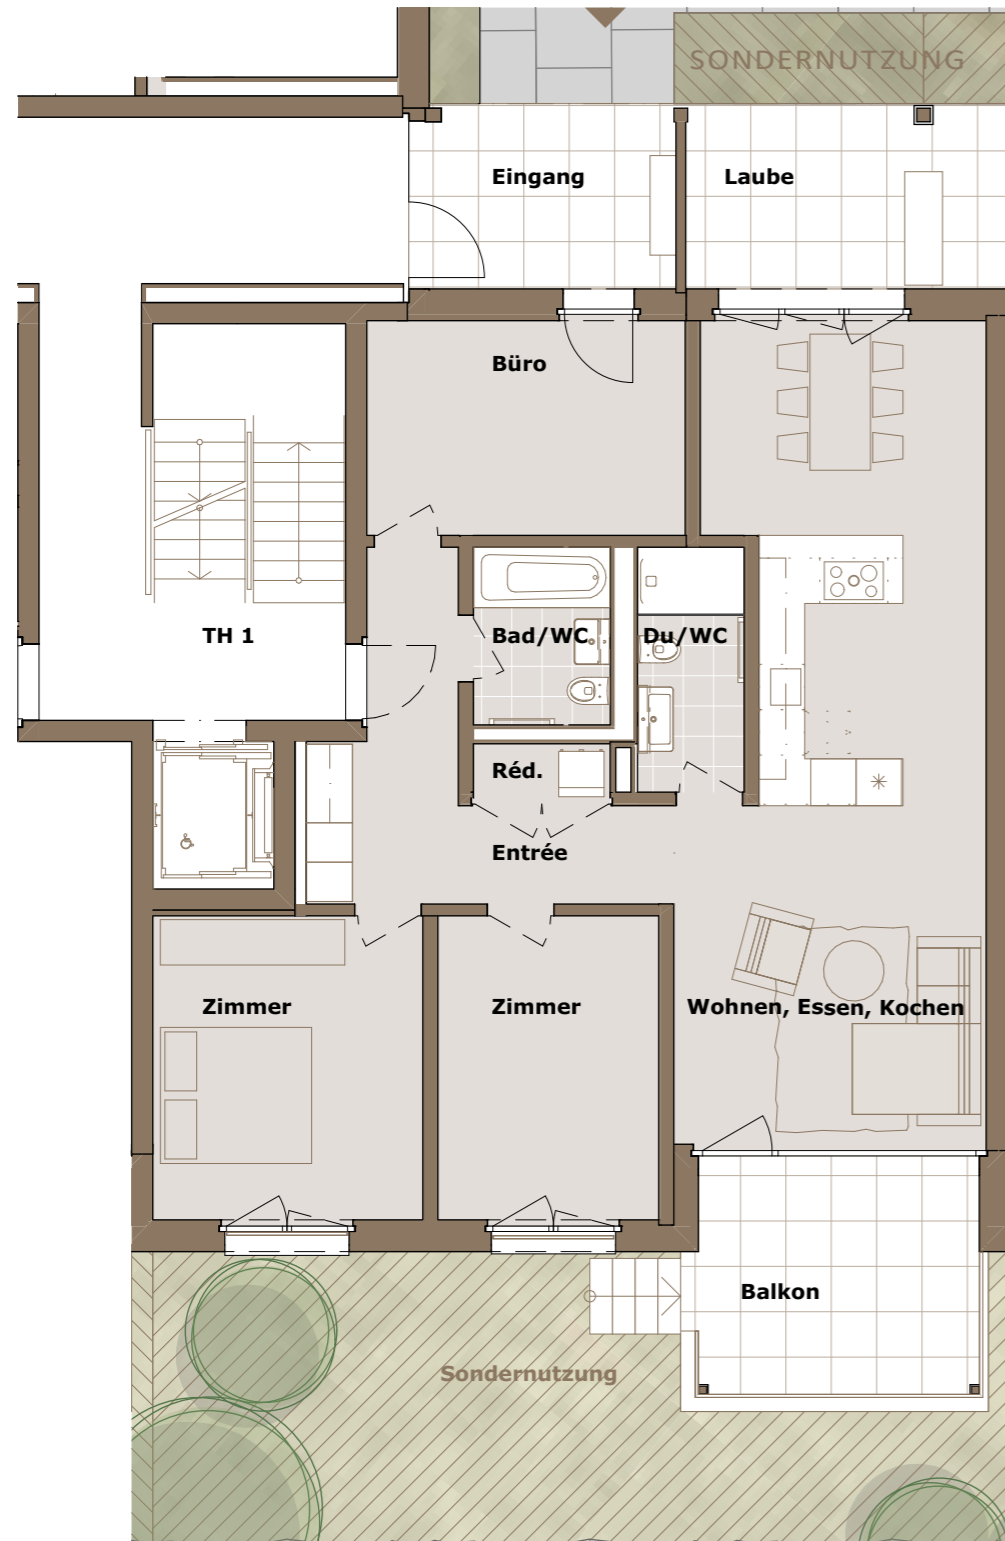 SONDERNUTZUNG
Eingang
Laube
Büro
TH 1
Bad/WC
Du/WC
Réd.
Entrée
Zimmer
Zimmer
Wohnen, Essen, Kochen
Balkon
Sondernutzung